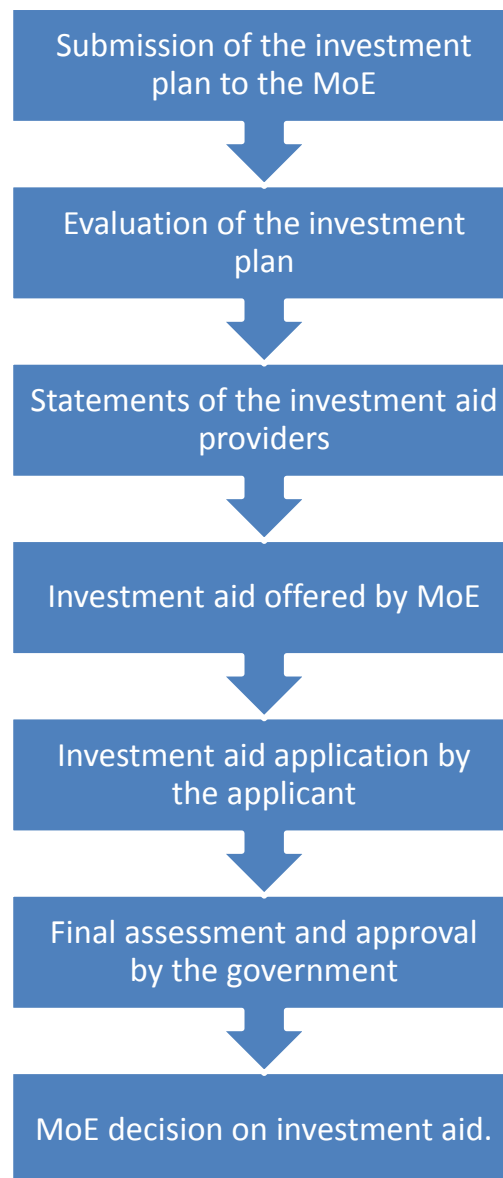 Submission of the investment
plan to the MoE
Evaluation of the investment
plan
Statements of the investment aid
providers
Investment aid offered by MoE
Investment aid application by
the applicant
Final assessment and approval
by the government
MoE decision on investment aid.